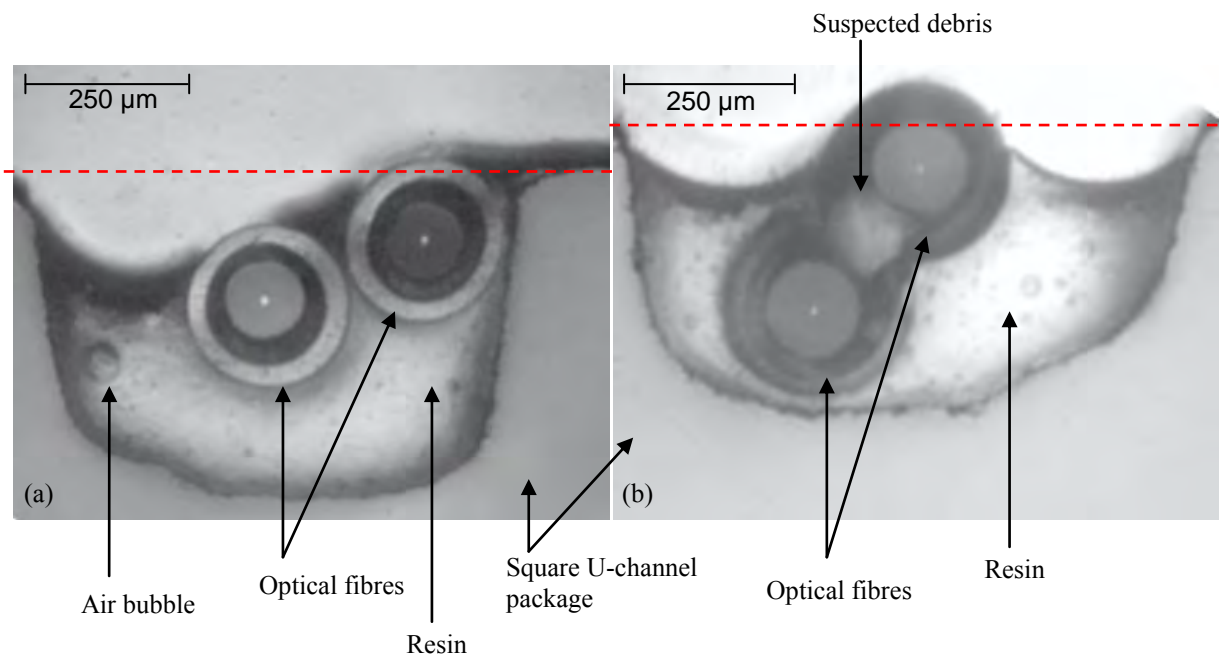 Suspected debris
250 µm
250 µm
(a)
(b)
Air bubble
Optical fibres
Resin
Square U-channel
package
Optical fibres
Resin